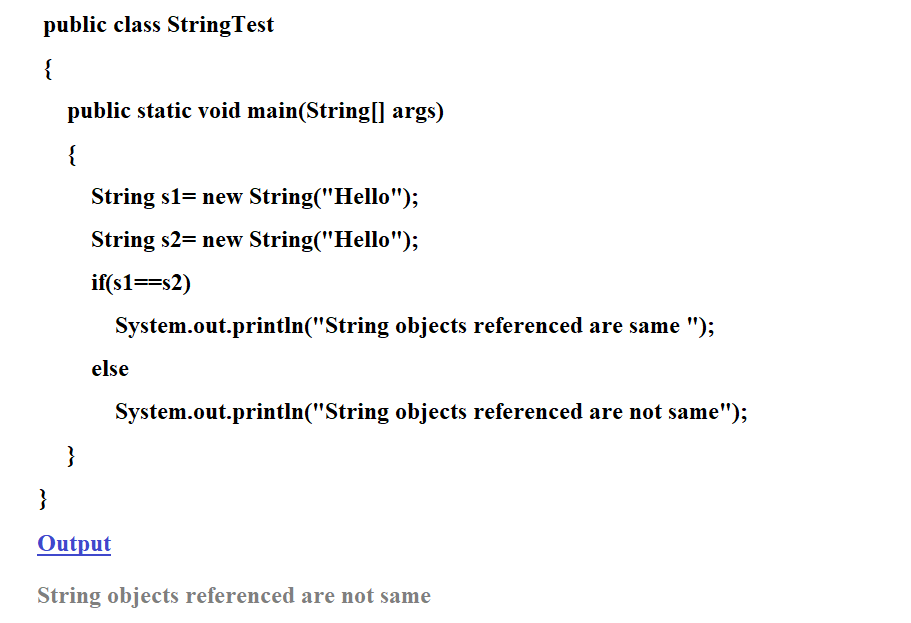 public class StringTest
{
public static void main(String[] args)
{
String s1= new String("Hello");
String s2= new String("Hello");
if(s1==s2)
System.out.println("String objects referenced are same ");
else
System.out.println("String objects referenced are not same");
}
}
Output
String objects referenced are not same